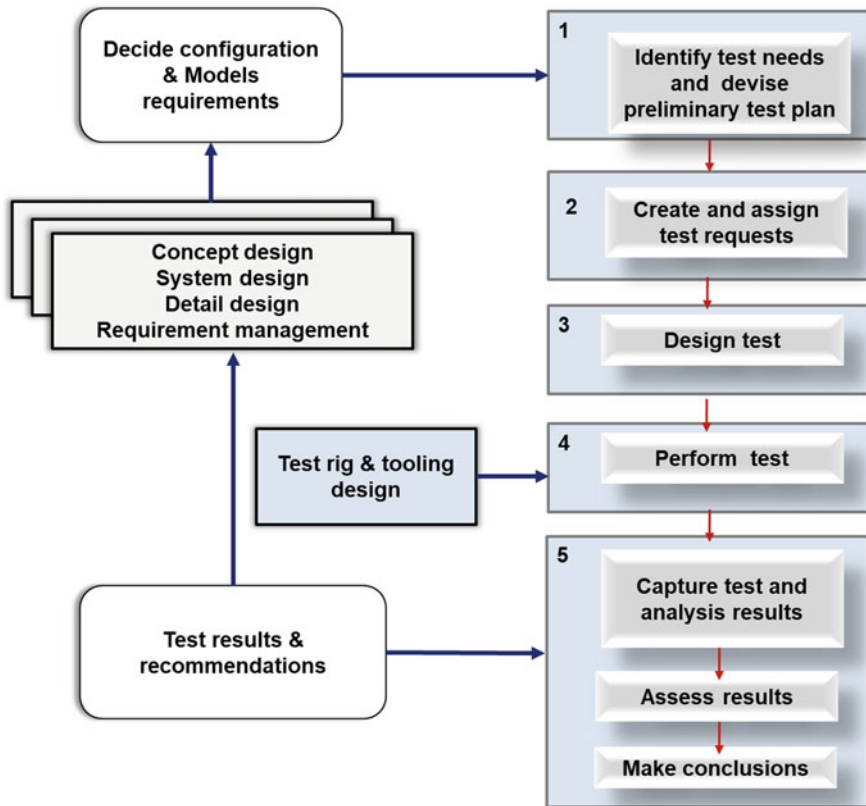 Decide configuration
& Models
requirements
1
Identify test needs
and devise
preliminary test plan
2
Create and assign
test requests
Concept design
System design
Detail design
Requirement management
3
Design test
Test rig & tooling
design
4
Perform test
5
Capture test and
analysis results
Test results &
recommendations
Assess results
Make conclusions